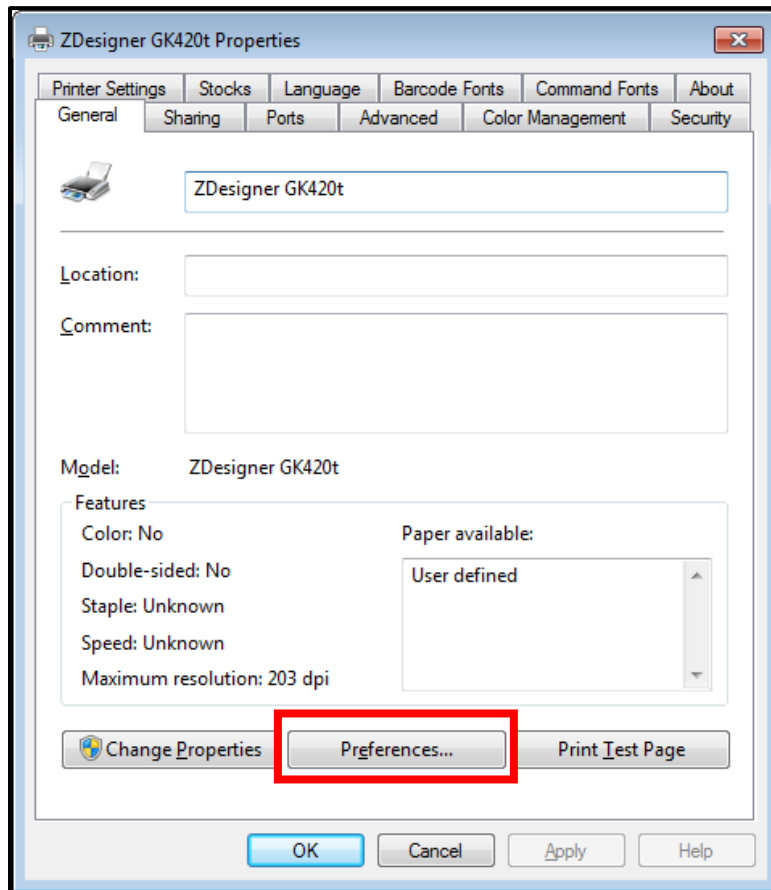 ZDesigner GK420t Properties
Printer Settings Stocks Language Barcode Fonts Command Fonts About
General Sharing Ports Advanced Color Management Security
ZDesigner GK420t
Location:
Comment:
Model: ZDesigner GK420t
Features
Color: No
Paper available:
Double-sided: No
User defined
Staple: Unknown
Speed: Unknown
Maximum resolution: 203 dpi
Change Properties Preferences... Print Test Page
OK Cancel Apply Help